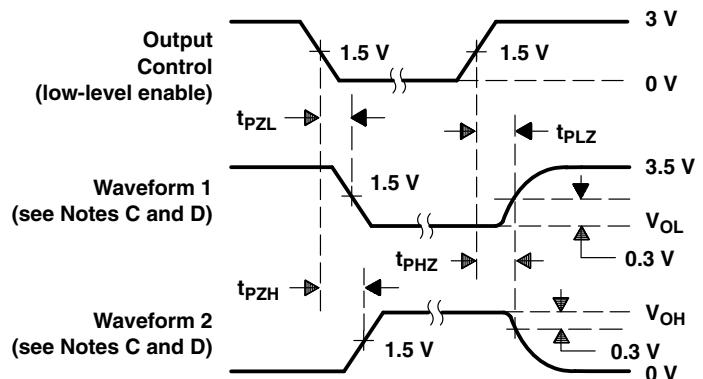 3 V
Output
Control
(low-level enable)
1.5 V
1.5 V
0 V
tPZL
tPLZ
Waveform 1
(see Notes C and D)
1.5 V
3.5 V
VOL
0.3 V
tPHZ
tPZH
Waveform 2
(see Notes C and D)
1.5 V
VOH
0.3 V
0 V